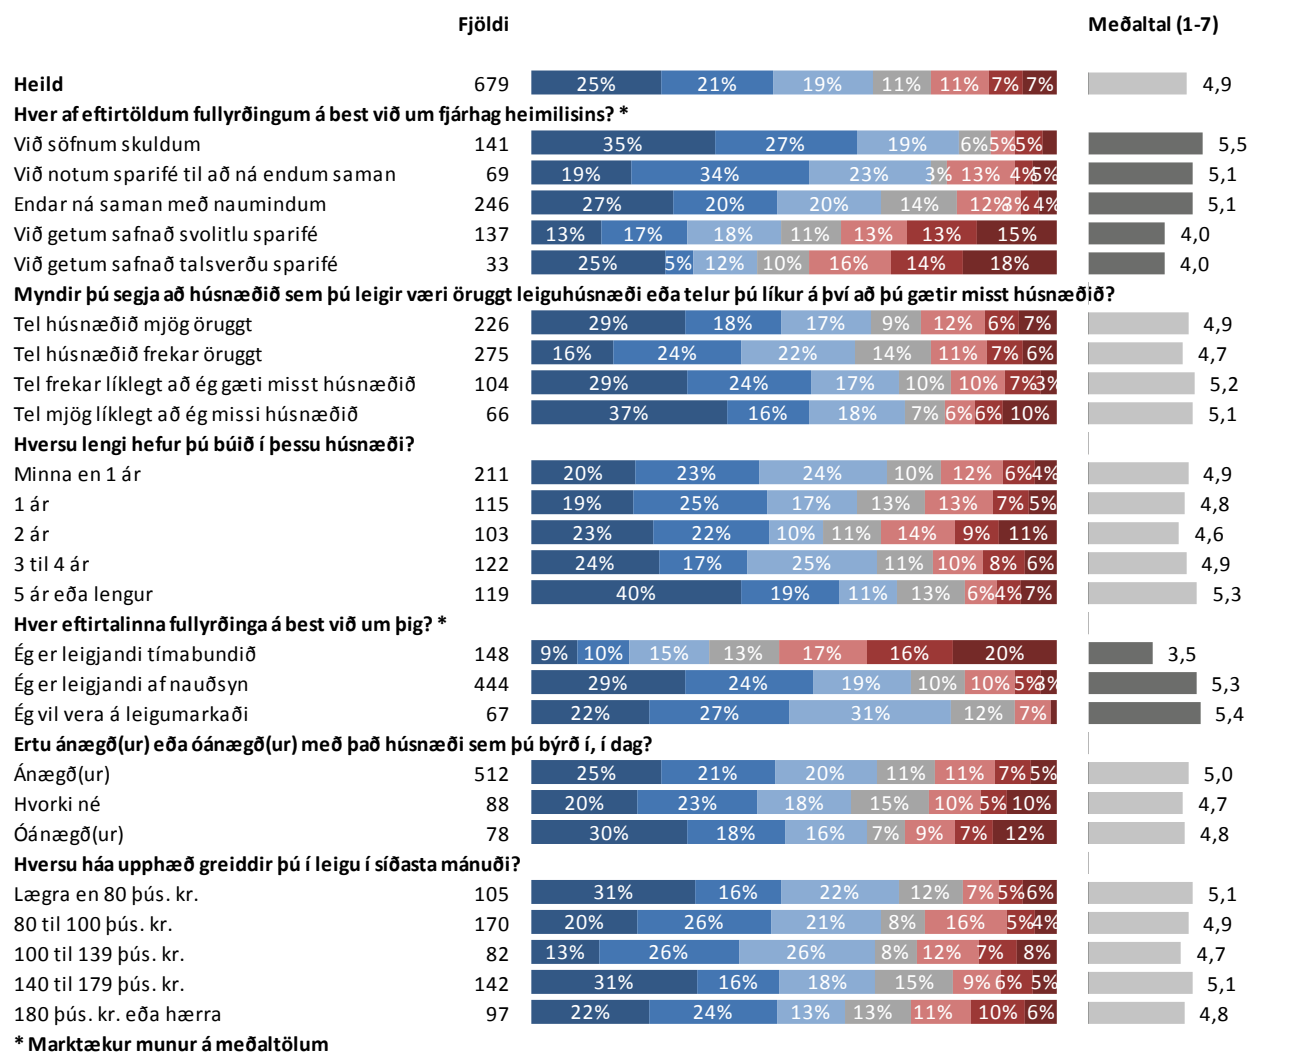 Fjöldi Meðaltal (1-7)
Heild 679 25% 21% 19% 11% 11% 7% 7% 4,9
Hver af eftirtöldum fullyrðingum á best við um fjárhag heimilisins? *
Við söfnum skuldum 141 35% 27% 19% 6% 5% 5% 5,5
Við notum sparifé til að ná endum saman 69 19% 34% 23% 3% 13% 4% 5% 5,1
Endar ná saman með naumindum 246 27% 20% 20% 14% 12% 3% 4% 5,1
Við getum safnað svolitlu sparifé 137 13% 17% 18% 11% 13% 13% 15% 4,0
Við getum safnað talsverðu sparifé 33 25% 5% 12% 10% 16% 14% 18% 4,0
Myndir þú segja að húsnæðið sem þú leigir væri öruggt leiguhúsnæði eða telur þú líkur á því að þú gætir misst húsnæðið?
Tel húsnæðið mjög öruggt 226 29% 18% 17% 9% 12% 6% 7% 4,9
Tel húsnæðið frekar öruggt 275 16% 24% 22% 14% 11% 7% 6% 4,7
Tel frekar líklegt að ég gæti misst húsnæðið 104 29% 24% 17% 10% 10% 7% 3% 5,2
Tel mjög líklegt að ég missi húsnæðið 66 37% 16% 18% 7% 6% 6% 10% 5,1
Hversu lengi hefur þú búið í þessu húsnæði?
Minna en 1 ár 211 20% 23% 24% 10% 12% 6% 4% 4,9
1 ár 115 19% 25% 17% 13% 13% 7% 5% 4,8
2 ár 103 23% 22% 10% 11% 14% 9% 11% 4,6
3 til 4 ár 122 24% 17% 25% 11% 10% 8% 6% 4,9
5 ár eða lengur 119 40% 19% 11% 13% 6% 4% 7% 5,3
Hver eftirtalinna fullyrðinga á best við um þig? *
Ég er leigjandi tímabundið 148 9% 10% 15% 13% 17% 16% 20% 3,5
Ég er leigjandi af nauðsyn 444 29% 24% 19% 10% 10% 5% 3% 5,3
Ég vil vera á leigumarkaði 67 22% 27% 31% 12% 7% 5,4
Ertu ánægð(ur) eða óánægð(ur) með það húsnæði sem þú býrð í, í dag?
Ánægð(ur) 512 25% 21% 20% 11% 11% 7% 5% 5,0
Hvorki né 88 20% 23% 18% 15% 10% 5% 10% 4,7
Óánægð(ur) 78 30% 18% 16% 7% 9% 7% 12% 4,8
Hversu háa upphæð greiddir þú í leigu í síðasta mánuði?
Lægra en 80 þús. kr. 105 31% 16% 22% 12% 7% 5% 6% 5,1
80 til 100 þús. kr. 170 20% 26% 21% 8% 16% 5% 4% 4,9
100 til 139 þús. kr. 82 13% 26% 26% 8% 12% 7% 8% 4,7
140 til 179 þús. kr. 142 31% 16% 18% 15% 9% 6% 5% 5,1
180 þús. kr. eða hærra 97 22% 24% 13% 13% 11% 10% 6% 4,8
* Marktækur munur á meðaltölum